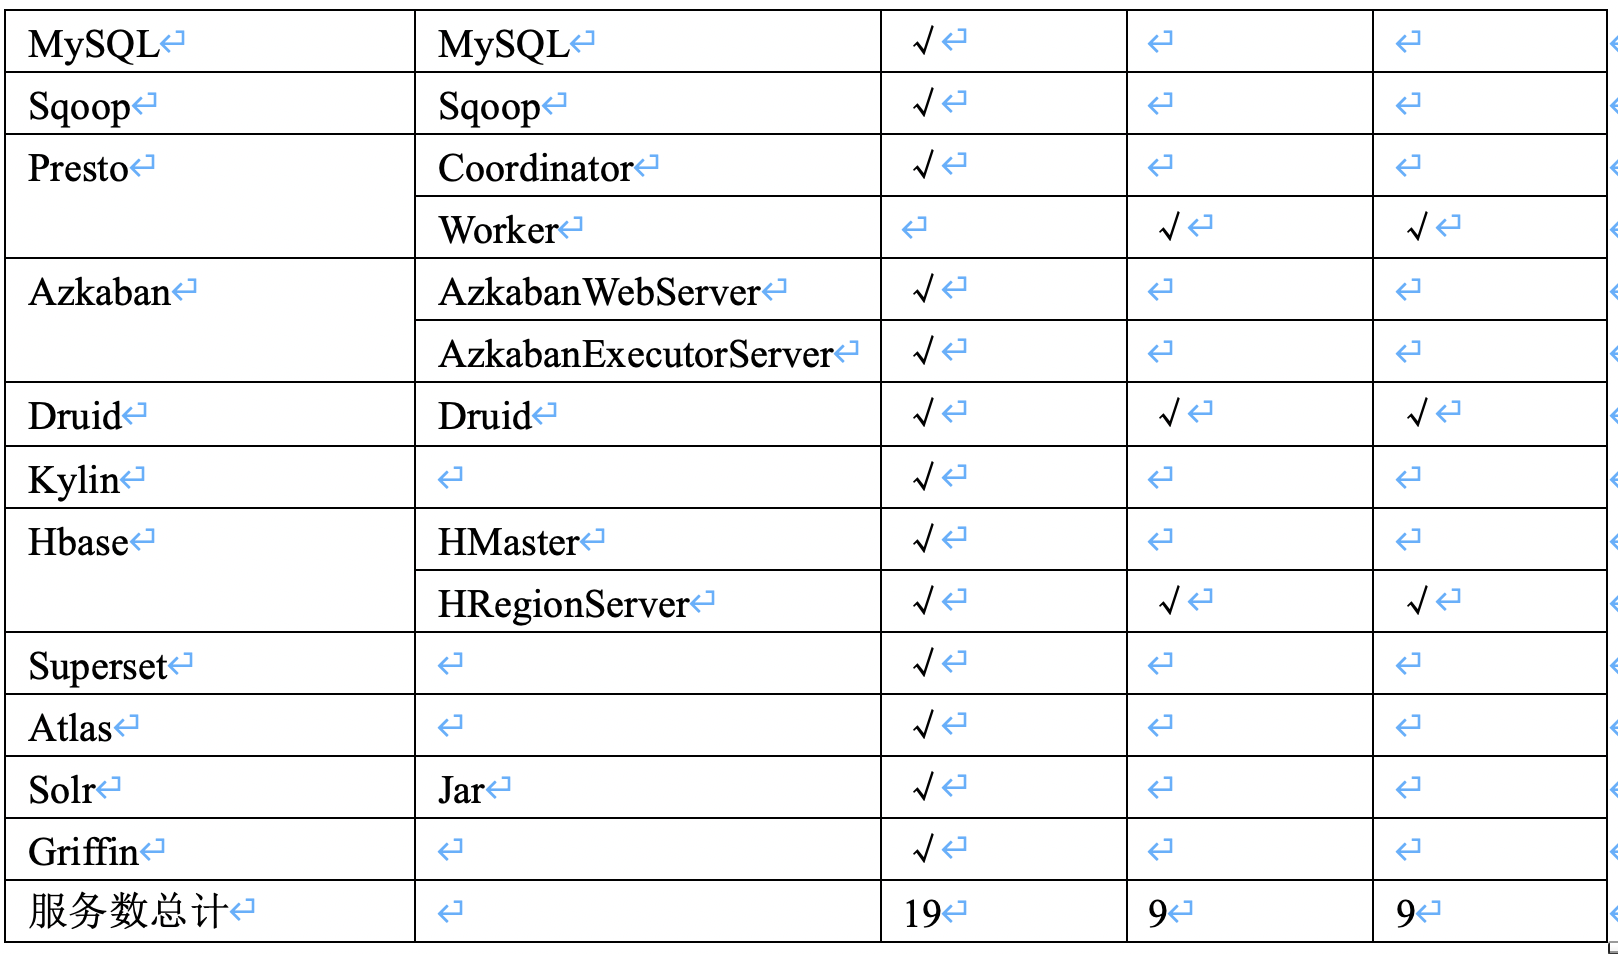 MySQL MySQL √
Sqoop Sqoop √
Presto Coordinator √
Worker √ √
Azkaban AzkabanWebServer √
AzkabanExecutorServer √
Druid Druid √ √ √
Kylin √
Hbase HMaster √
HRegionServer √ √ √
Superset √
Atlas √
Solr Jar √
Griffin √
服务数总计 19 9 9